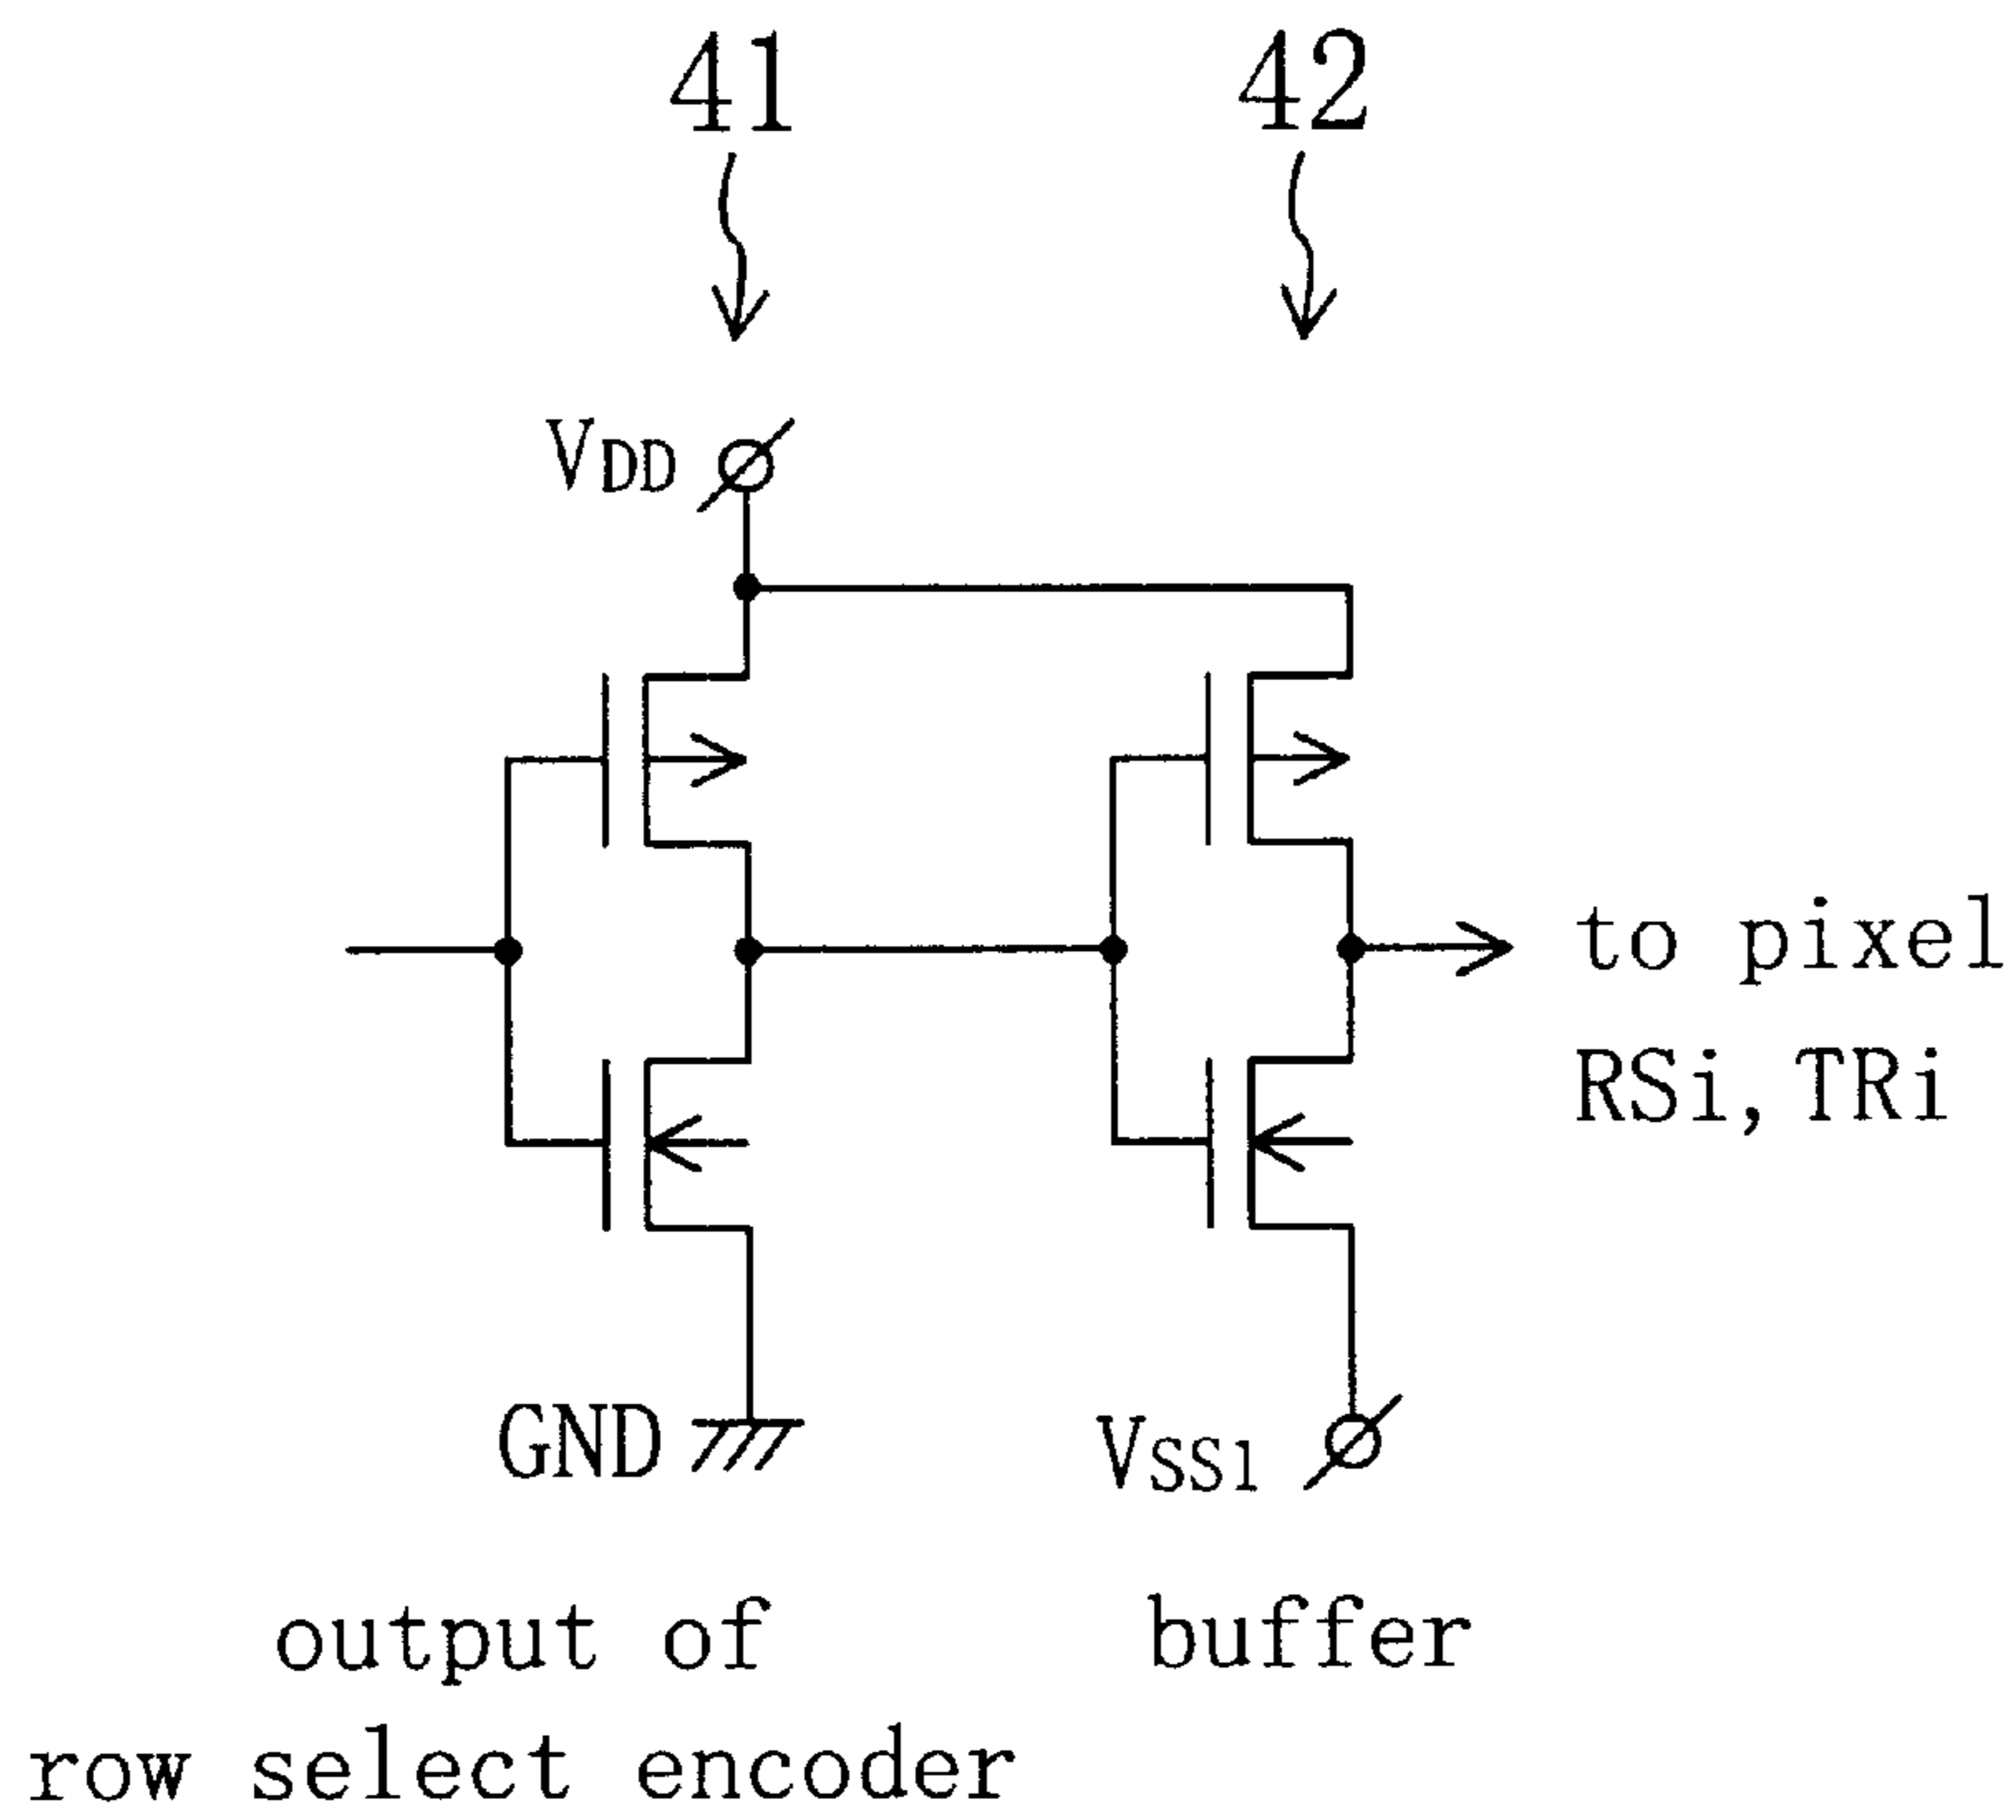 41
42
VDD
to pixel
RSi, TRi
GND
VSS1
output of
row select encoder
buffer